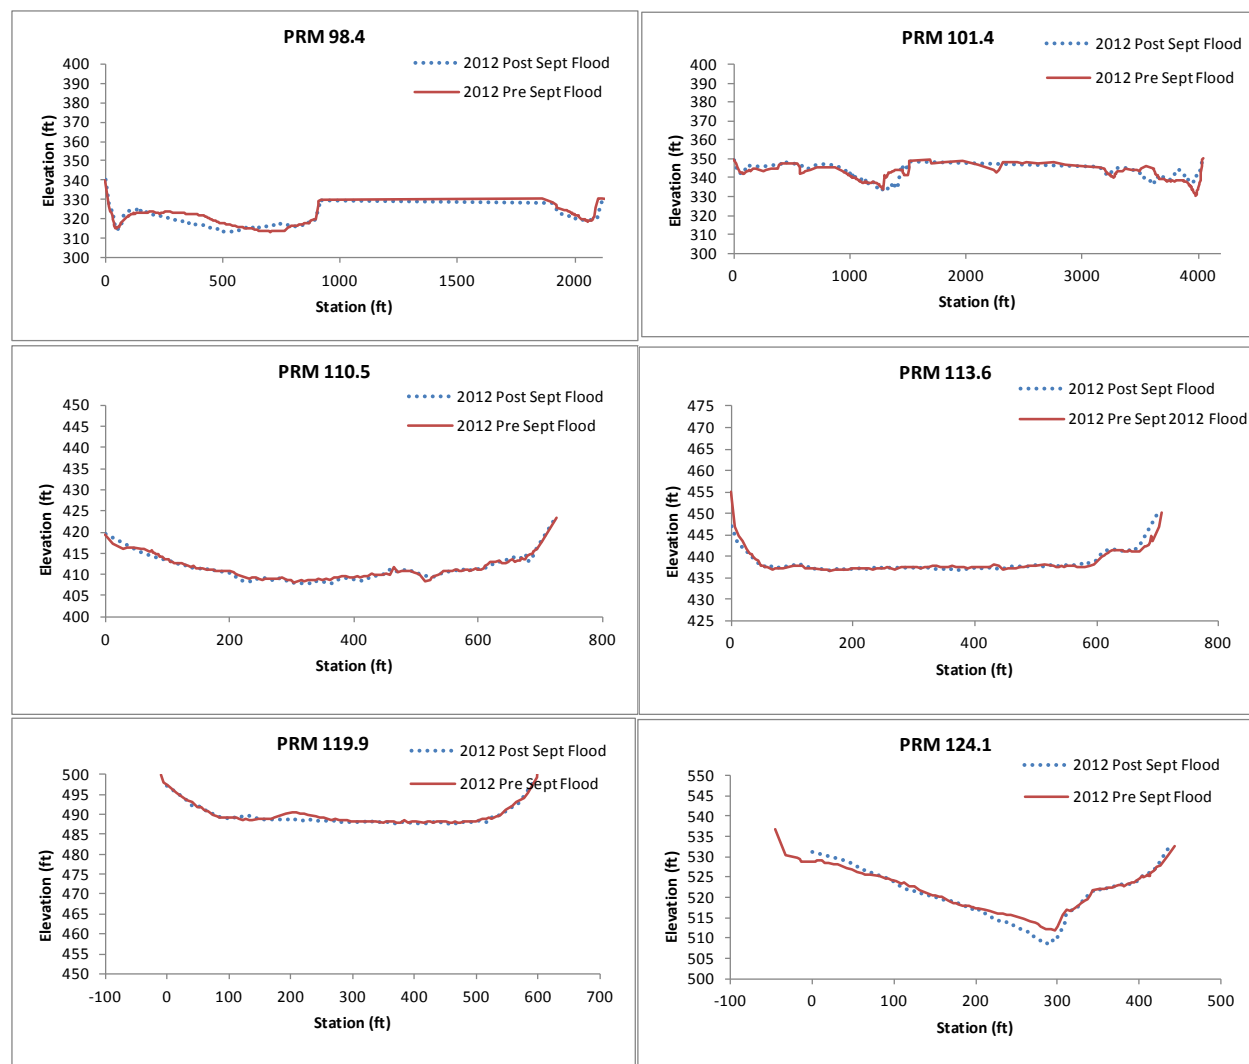 PRM 98.4
2012 Post Sept Flood
2012 Pre Sept Flood
Elevation (ft)
400
390
380
370
360
350
340
330
320
310
300
0 500 1000 1500 2000
Station (ft)
PRM 101.4
2012 Post Sept Flood
2012 Pre Sept Flood
Elevation (ft)
400
390
380
370
360
350
340
330
320
310
300
0 1000 2000 3000 4000
Station (ft)
PRM 110.5
2012 Post Sept Flood
2012 Pre Sept Flood
Elevation (ft)
450
445
440
435
430
425
420
415
410
405
400
0 200 400 600 800
Station (ft)
PRM 113.6
2012 Post Sept Flood
2012 Pre Sept 2012 Flood
Elevation (ft)
475
470
465
460
455
450
445
440
435
430
425
0 200 400 600 800
Station (ft)
PRM 119.9
2012 Post Sept Flood
2012 Pre Sept Flood
Elevation (ft)
500
495
490
485
480
475
470
465
460
455
450
-100 0 100 200 300 400 500 600 700
Station (ft)
PRM 124.1
2012 Post Sept Flood
2012 Pre Sept Flood
Elevation (ft)
550
545
540
535
530
525
520
515
510
505
500
-100 0 100 200 300 400 500
Station (ft)